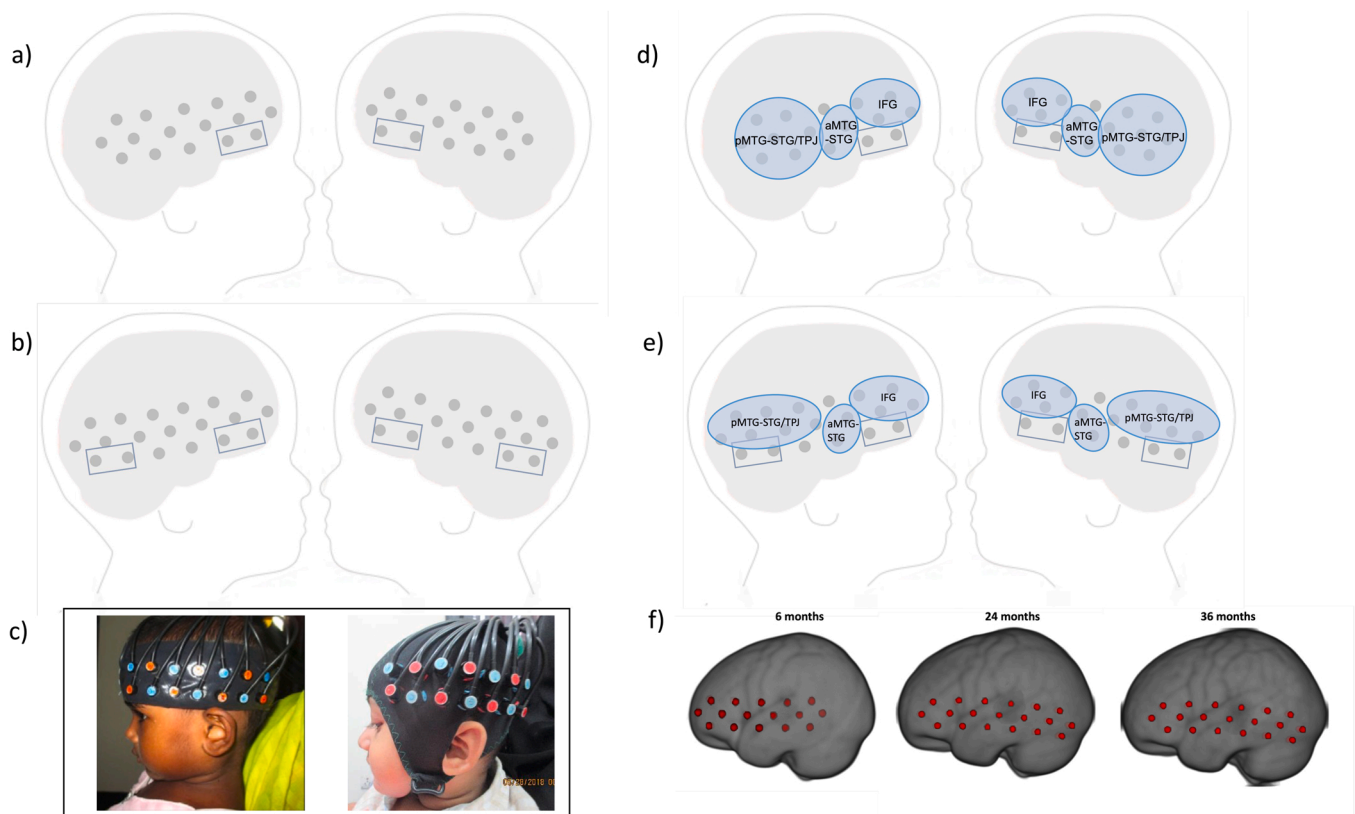 a)
d)
IFG
aMTG
-STG
pMTG-STG/TPJ
IFG
aMTG
-STG
pMTG-STG/TPJ
b)
e)
IFG
pMTG-STG/TPJ
aMTG-
STG
IFG
aMTG-
STG
pMTG-STG/TPJ
c)
f)
6 months
24 months
36 months